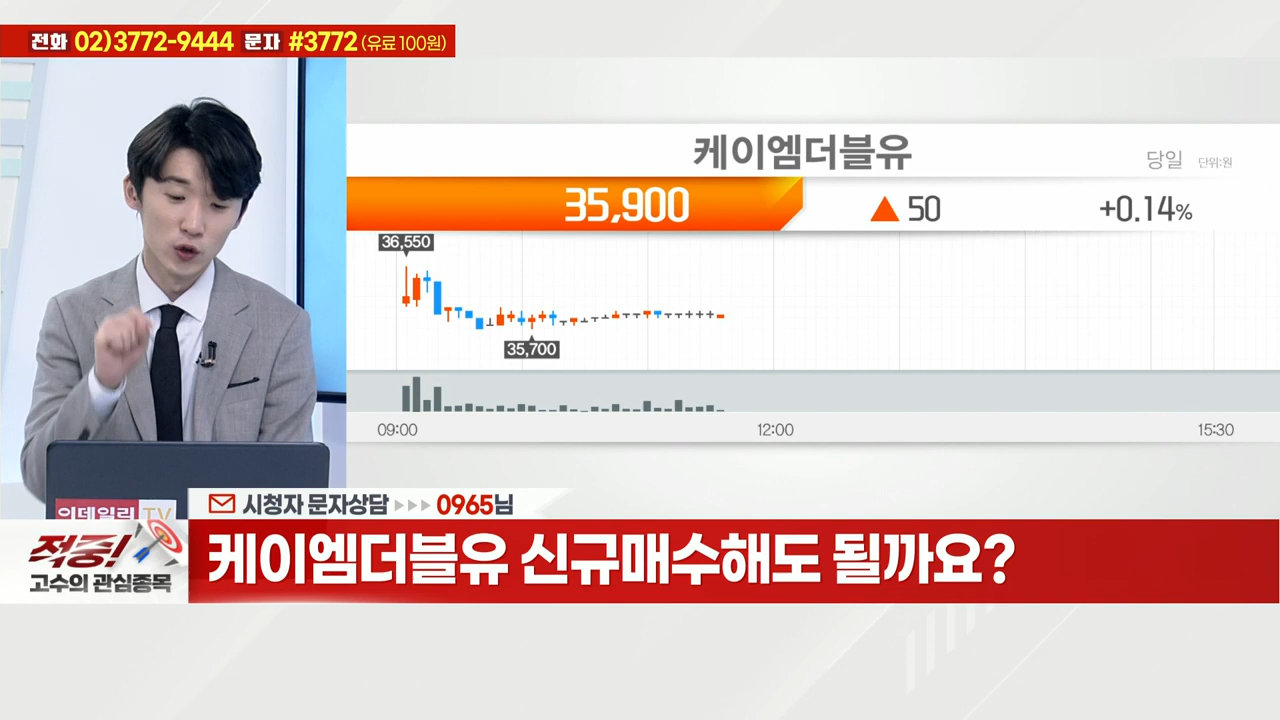 전화 02)3772-9444 문자 #3772 (유료 100원)
케이엠더블유
당일 단위:원
35,900 ▲ 50 +0.14%
36,550
35,700
09:00 12:00 15:30
이데일리TV
시청자 문자상담 ▶▶▶ 0965님
적중!
고수의 관심종목
케이엠더블유 신규매수해도 될까요?